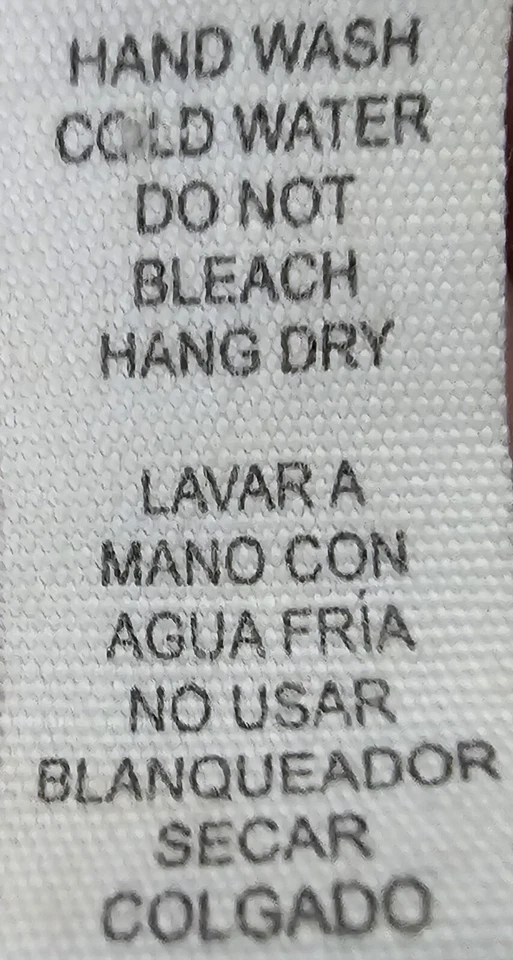 HAND WASH
COLD WATER
DO NOT
BLEACH
HANG DRY
LAVAR A
MANO CON
AGUA FRÍA
NO USAR
BLANQUEADOR
SECAR
COLGADO